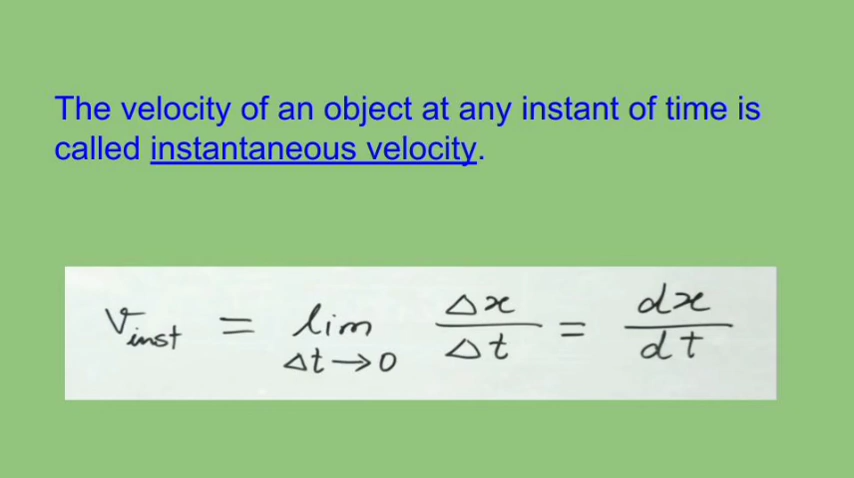 The velocity of an object at any instant of time is
called instantaneous velocity.
V_inst = lim_{Δt→0} Δx/Δt = dx/dt